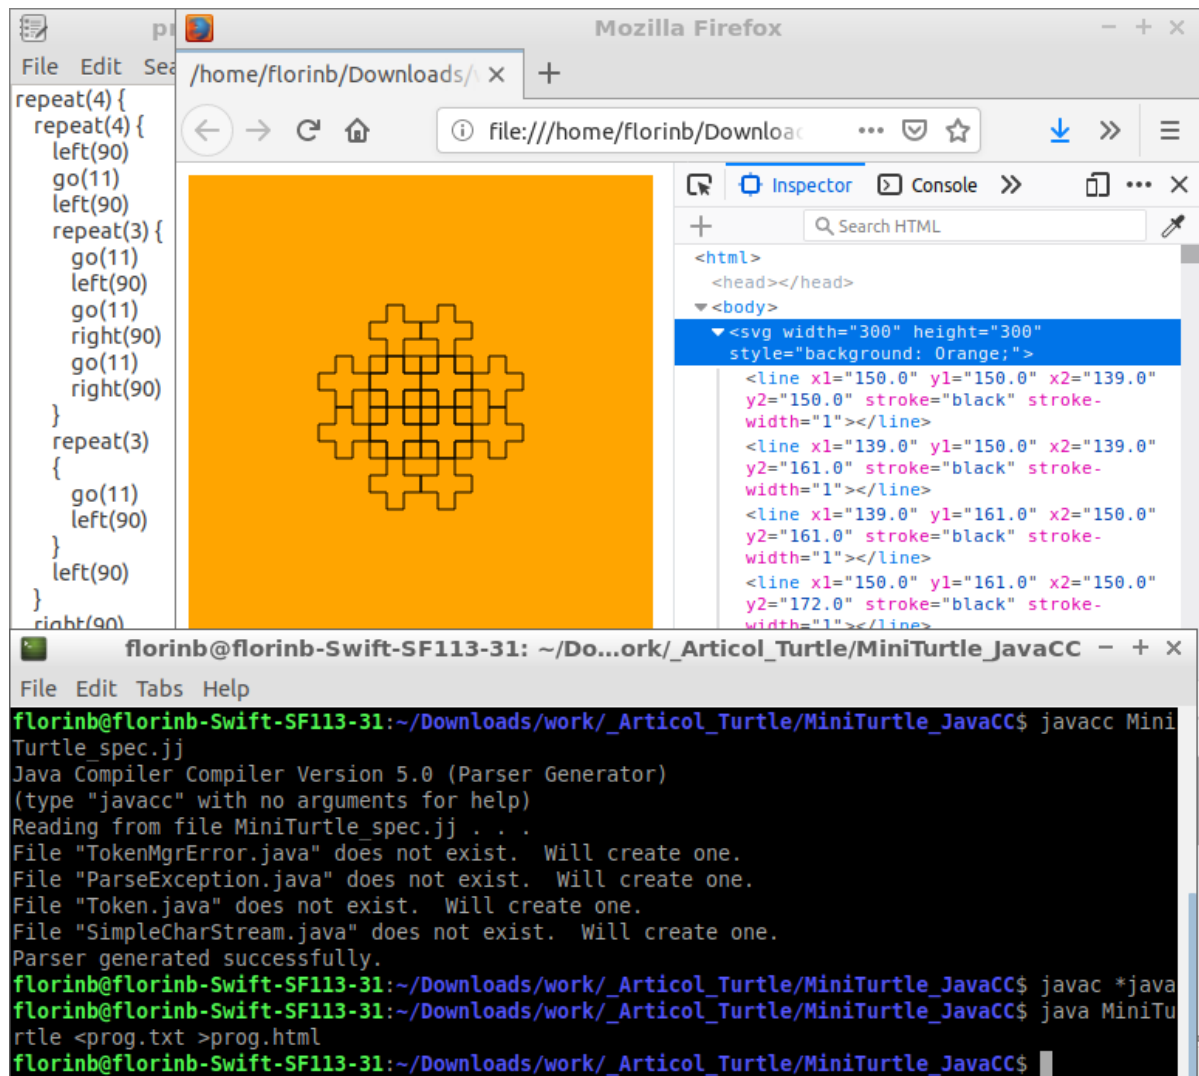 pr
File Edit Sea
repeat(4) {
repeat(4) {
left(90)
go(11)
left(90)
repeat(3) {
go(11)
left(90)
go(11)
right(90)
go(11)
right(90)
}
repeat(3)
{
go(11)
left(90)
}
left(90)
}
right(90)
Mozilla Firefox
/home/florinb/Downloads/
file:///home/florinb/Downloac
Inspector Console
Search HTML
<html>
<head></head>
<body>
<svg width="300" height="300"
style="background: Orange;">
<line x1="150.0" y1="150.0" x2="139.0"
y2="150.0" stroke="black" stroke-
width="1"></line>
<line x1="139.0" y1="150.0" x2="139.0"
y2="161.0" stroke="black" stroke-
width="1"></line>
<line x1="139.0" y1="161.0" x2="150.0"
y2="161.0" stroke="black" stroke-
width="1"></line>
<line x1="150.0" y1="161.0" x2="150.0"
y2="172.0" stroke="black" stroke-
width="1"></line>
florinb@florinb-Swift-SF113-31: ~/Do...ork/_Articol_Turtle/MiniTurtle_JavaCC
File Edit Tabs Help
florinb@florinb-Swift-SF113-31:~/Downloads/work/_Articol_Turtle/MiniTurtle_JavaCC$ javacc Mini
Turtle_spec.jj
Java Compiler Compiler Version 5.0 (Parser Generator)
(type "javacc" with no arguments for help)
Reading from file MiniTurtle_spec.jj . . .
File "TokenMgrError.java" does not exist.  Will create one.
File "ParseException.java" does not exist.  Will create one.
File "Token.java" does not exist.  Will create one.
File "SimpleCharStream.java" does not exist.  Will create one.
Parser generated successfully.
florinb@florinb-Swift-SF113-31:~/Downloads/work/_Articol_Turtle/MiniTurtle_JavaCC$ javac *java
florinb@florinb-Swift-SF113-31:~/Downloads/work/_Articol_Turtle/MiniTurtle_JavaCC$ java MiniTu
rtle <prog.txt >prog.html
florinb@florinb-Swift-SF113-31:~/Downloads/work/_Articol_Turtle/MiniTurtle_JavaCC$